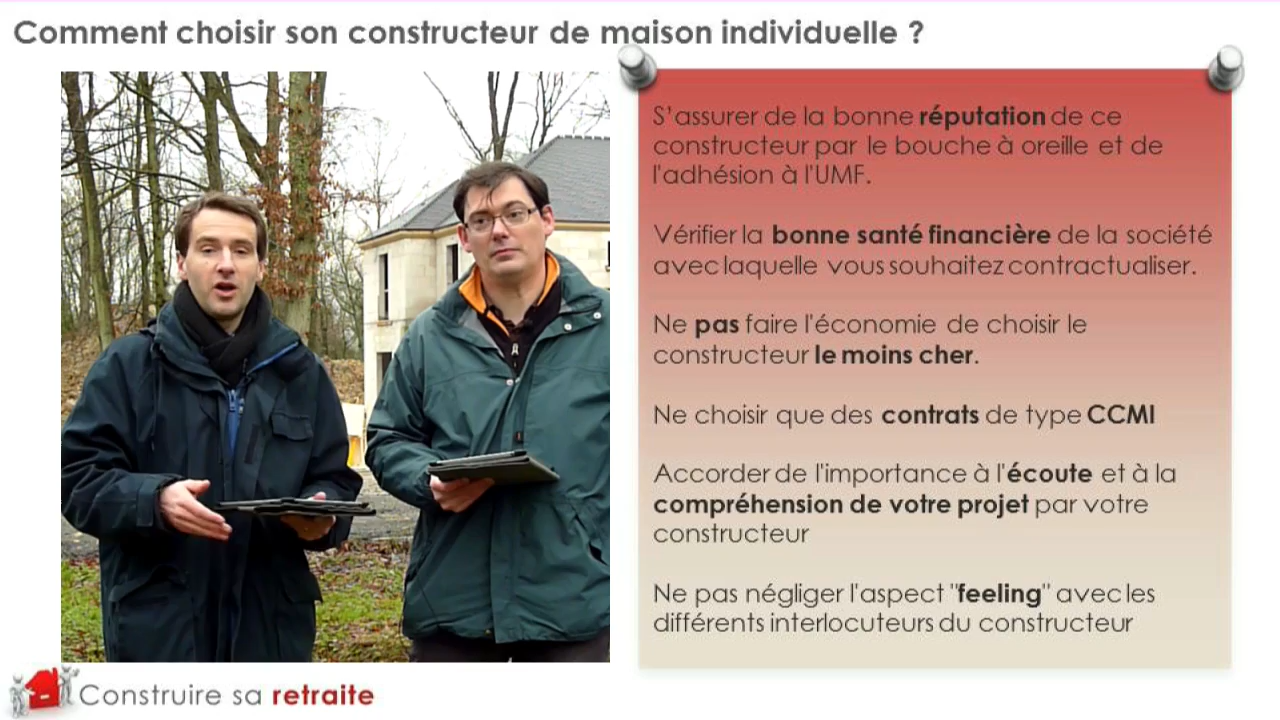 Comment choisir son constructeur de maison individuelle ?
S'assurer de la bonne réputation de ce
constructeur par le bouche à oreille et de
l'adhésion à l'UMF.
Vérifier la bonne santé financière de la société
avec laquelle vous souhaitez contractualiser.
Ne pas faire l'économie de choisir le
constructeur le moins cher.
Ne choisir que des contrats de type CCMI
Accorder de l'importance à l'écoute et à la
compréhension de votre projet par votre
constructeur
Ne pas négliger l'aspect "feeling" avec les
différents interlocuteurs du constructeur
Construire sa retraite